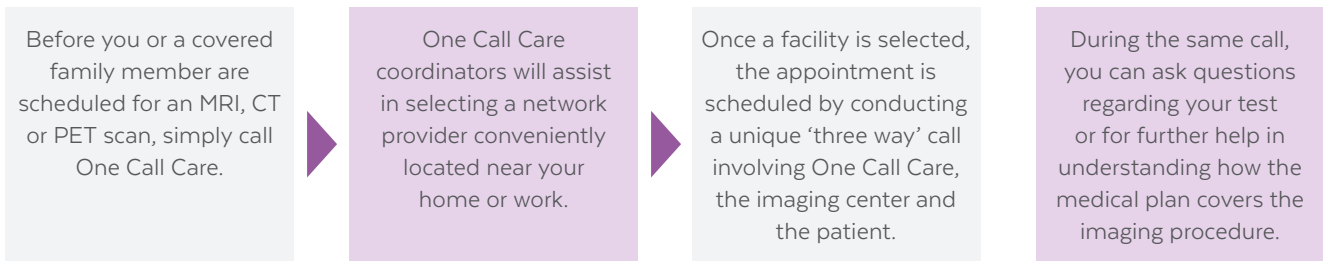 Before you or a covered
family member are
scheduled for an MRI, CT
or PET scan, simply call
One Call Care.
One Call Care
coordinators will assist
in selecting a network
provider conveniently
located near your
home or work.
Once a facility is selected,
the appointment is
scheduled by conducting
a unique ‘three way’ call
involving One Call Care,
the imaging center and
the patient.
During the same call,
you can ask questions
regarding your test
or for further help in
understanding how the
medical plan covers the
imaging procedure.